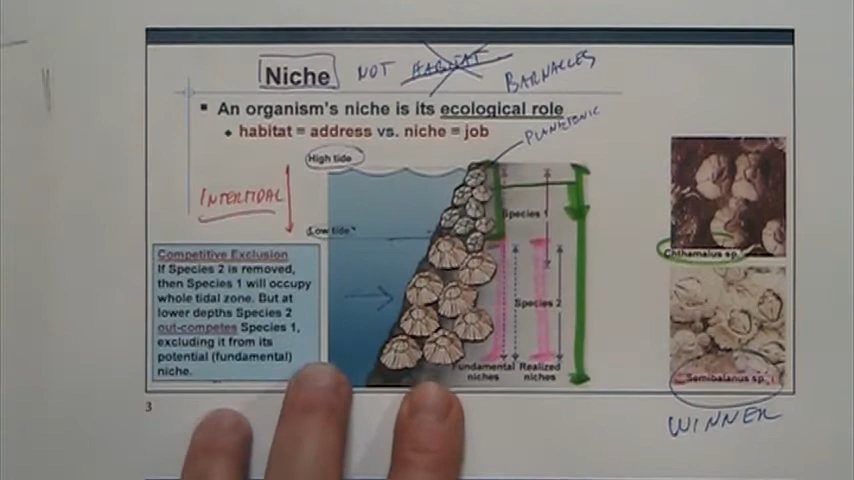 Niche NOT HABITAT
BARNACLES
An organism's niche is its ecological role
habitat = address vs. niche = job
PLANKTONIC
High tide
INTERTIDAL
Species 1
Low tide
Chthamalus sp.
Competitive Exclusion
If Species 2 is removed,
then Species 1 will occupy
whole tidal zone. But at
lower depths Species 2
out-competes Species 1,
excluding it from its
potential (fundamental)
niche.
Species 2
Fundamental niches
Realized niches
Semibalanus sp.
3
WINNER